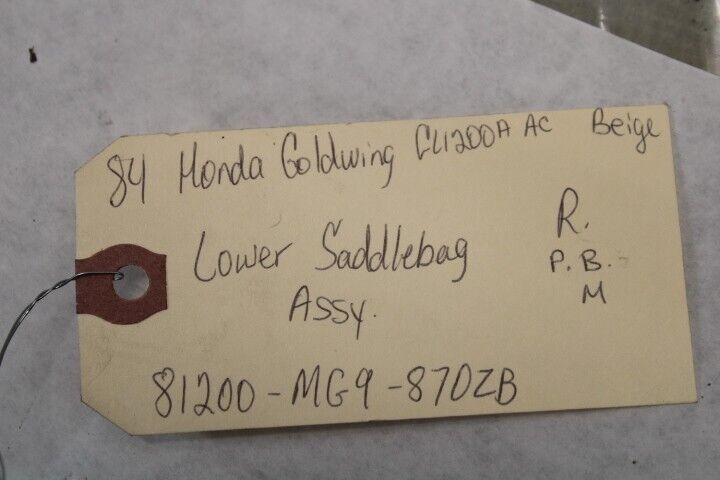 84 Honda Goldwing GL1200A AC Beige
Lower Saddlebag
Assy.
R.
P.B.
M
81200-MG9-870ZB